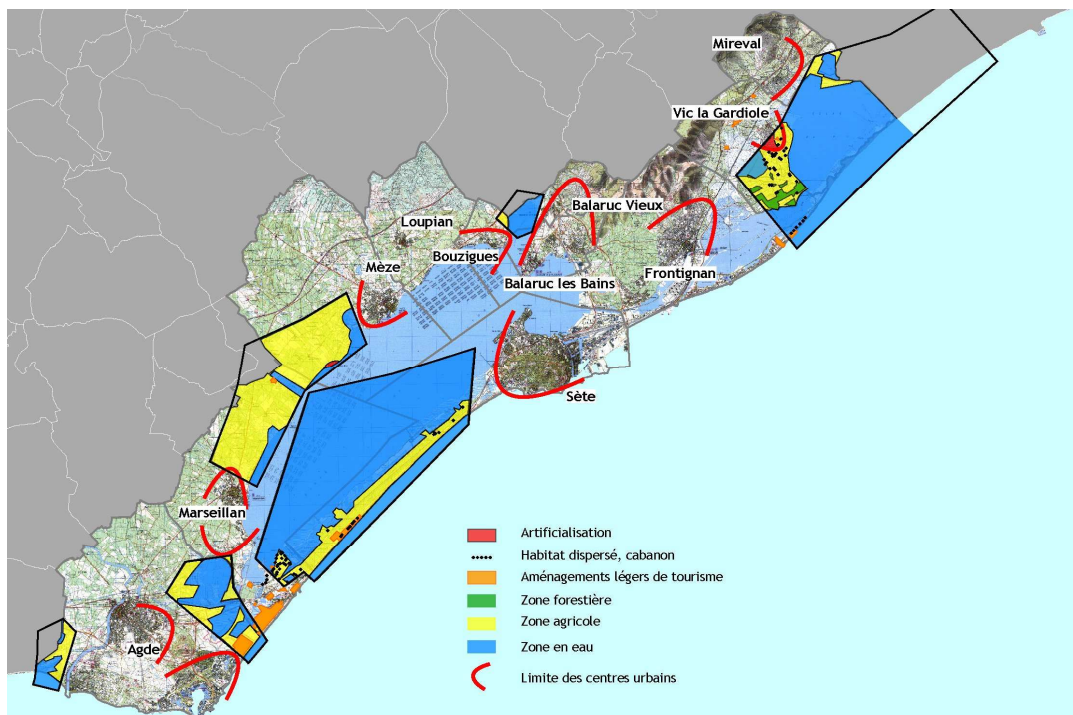 Mireval
Vic la Gardiole
Balaruc Vieux
Loupian
Bouzigues
Mèze
Frontignan
Balaruc les Bains
Sète
Marseillan
Agde
Artificialisation
Habitat dispersé, cabanon
Aménagements légers de tourisme
Zone forestière
Zone agricole
Zone en eau
Limite des centres urbains